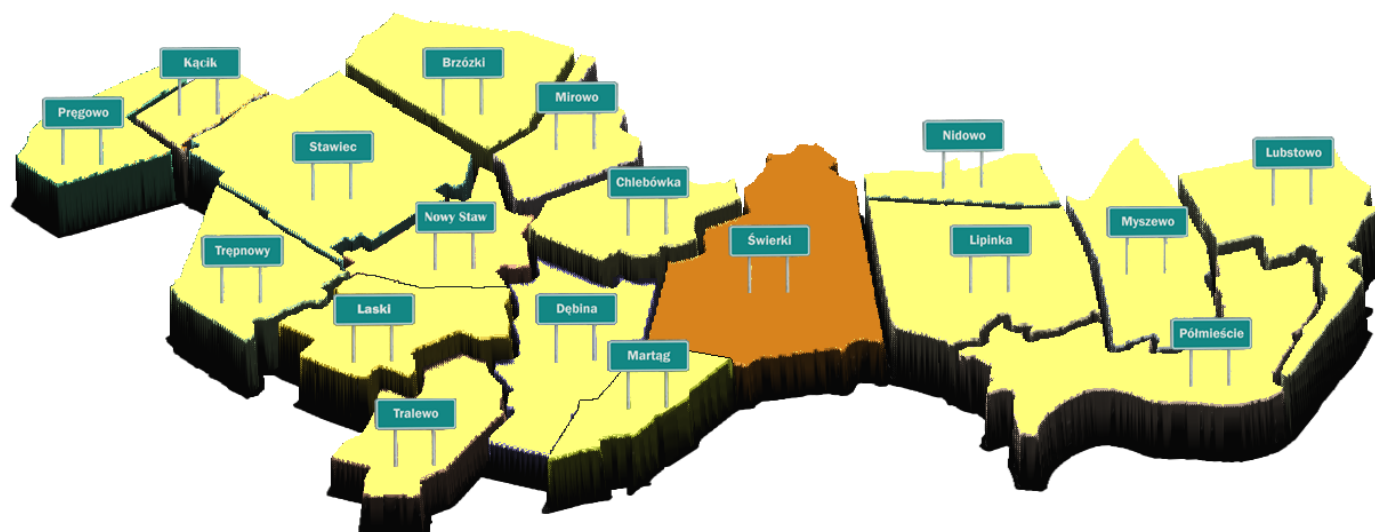 Kącik
Brzózki
Mirowo
Pręgowo
Stawiec
Nidowo
Lubstowo
Chlebówka
Nowy Staw
Myszewo
Trępnowy
Świerki
Lipinka
Laski
Dębina
Półmieście
Martąg
Tralewo